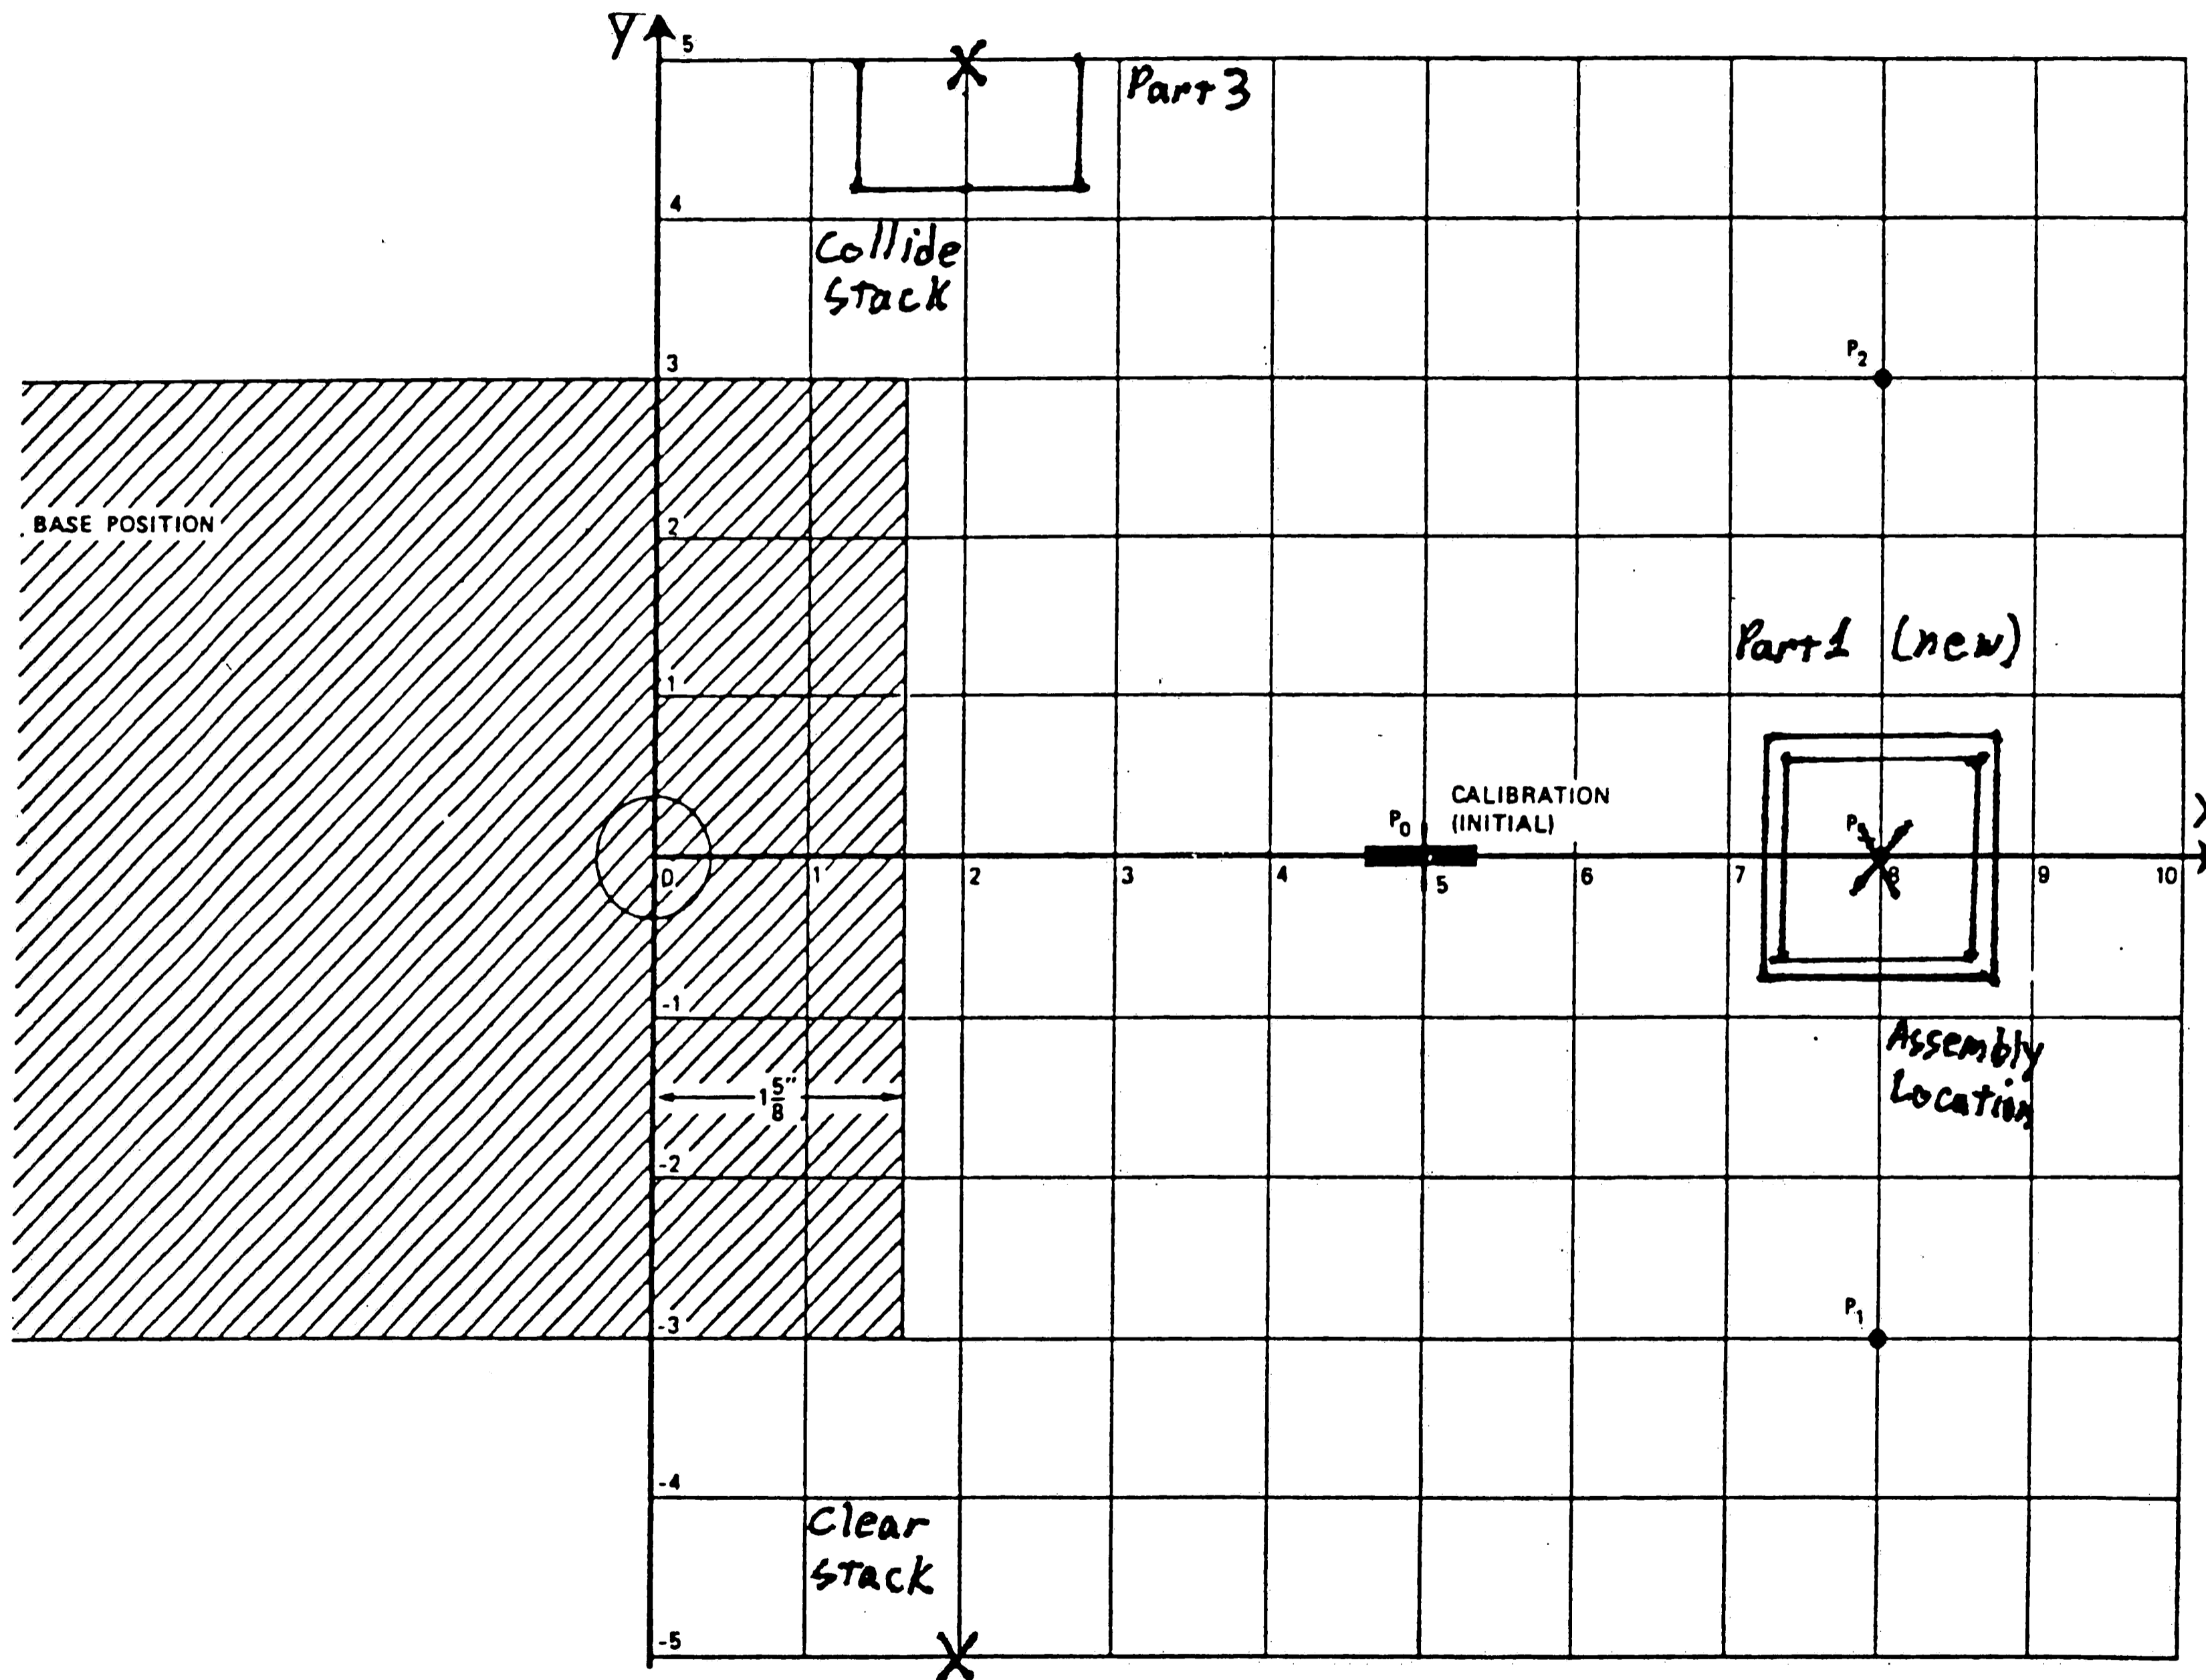 y
5
Part 3
4
Collide
stack
3
P2
BASE POSITION
2
Part 1 (new)
1
CALIBRATION
(INITIAL)
P0
P3
X
0 1 2 3 4 5 6 7 8 9 10
-1
Assembly
Location
1 5/8"
-2
P1
-3
-4
Clear
stack
-5